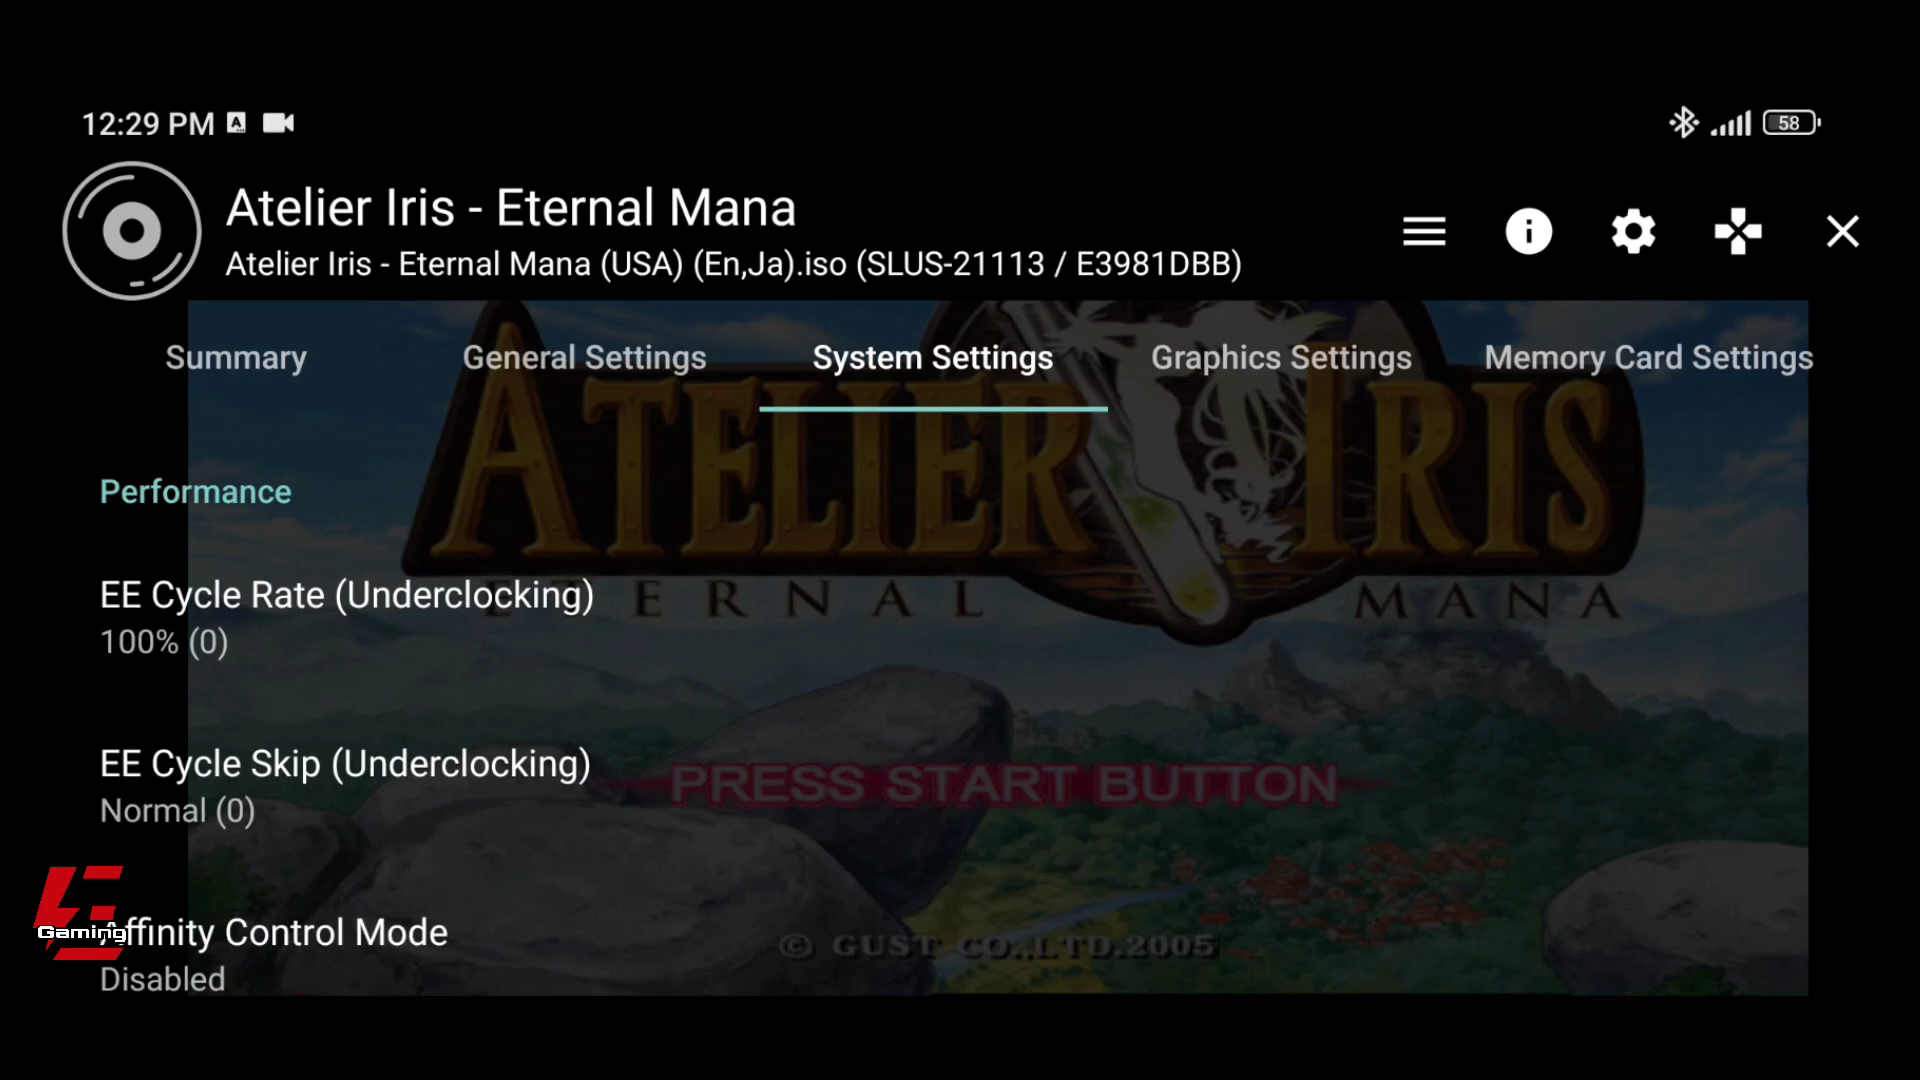 12:29 PM
58
Atelier Iris - Eternal Mana
Atelier Iris - Eternal Mana (USA) (En,Ja).iso (SLUS-21113 / E3981DBB)
Summary
General Settings
System Settings
Graphics Settings
Memory Card Settings
ATELIER IRIS
ETERNAL MANA
Performance
EE Cycle Rate (Underclocking)
100% (0)
EE Cycle Skip (Underclocking)
Normal (0)
PRESS START BUTTON
Gaming
Affinity Control Mode
Disabled
© GUST CO.,LTD.2005